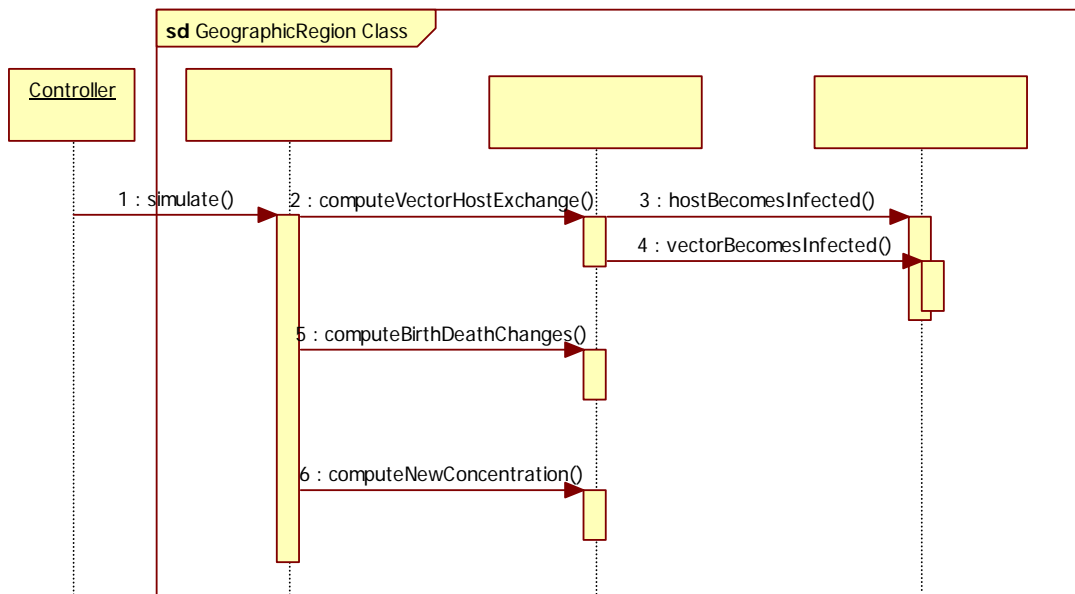 sd GeographicRegion Class
Controller
1 : simulate()
2 : computeVectorHostExchange()
3 : hostBecomesInfected()
4 : vectorBecomesInfected()
5 : computeBirthDeathChanges()
6 : computeNewConcentration()